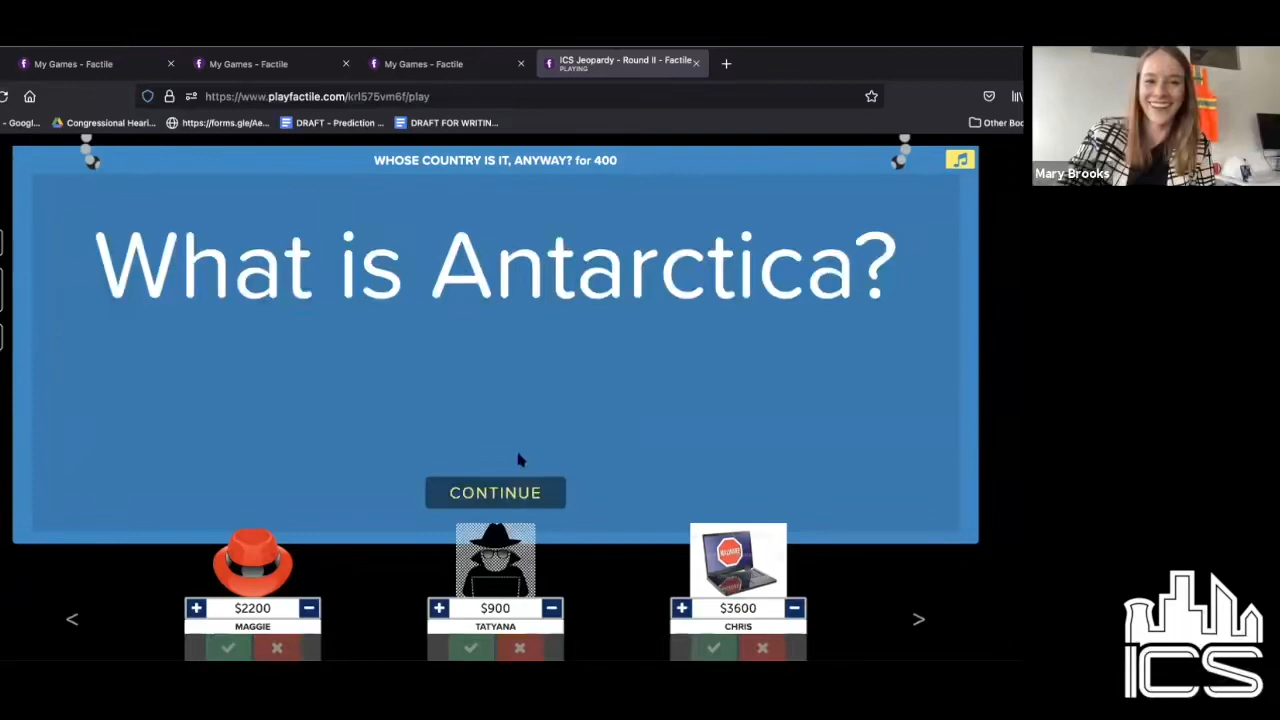 My Games - Factile
My Games - Factile
My Games - Factile
ICS Jeopardy - Round II - Factile
PLAYING
https://www.playfactile.com/krl575vm6f/play
- Googl...
Congressional Heari...
https://forms.gle/Ae...
DRAFT - Prediction ...
DRAFT FOR WRITIN...
Other Boo
WHOSE COUNTRY IS IT, ANYWAY? for 400
Mary Brooks
What is Antarctica?
CONTINUE
MALWARE
$2200
$900
$3600
MAGGIE
TATYANA
CHRIS
ICS